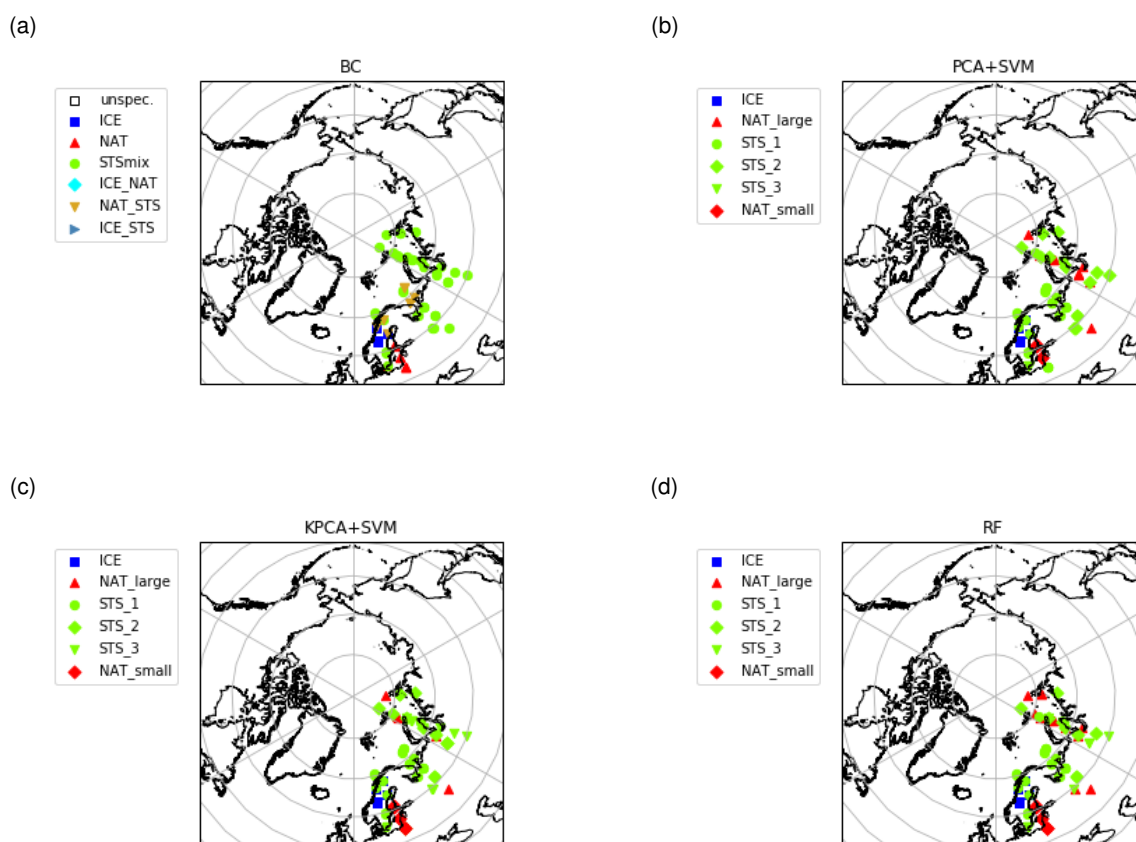 (a)
BC
unspec.
ICE
NAT
STSmix
ICE_NAT
NAT_STS
ICE_STS
(b)
PCA+SVM
ICE
NAT_large
STS_1
STS_2
STS_3
NAT_small
(c)
KPCA+SVM
ICE
NAT_large
STS_1
STS_2
STS_3
NAT_small
(d)
RF
ICE
NAT_large
STS_1
STS_2
STS_3
NAT_small